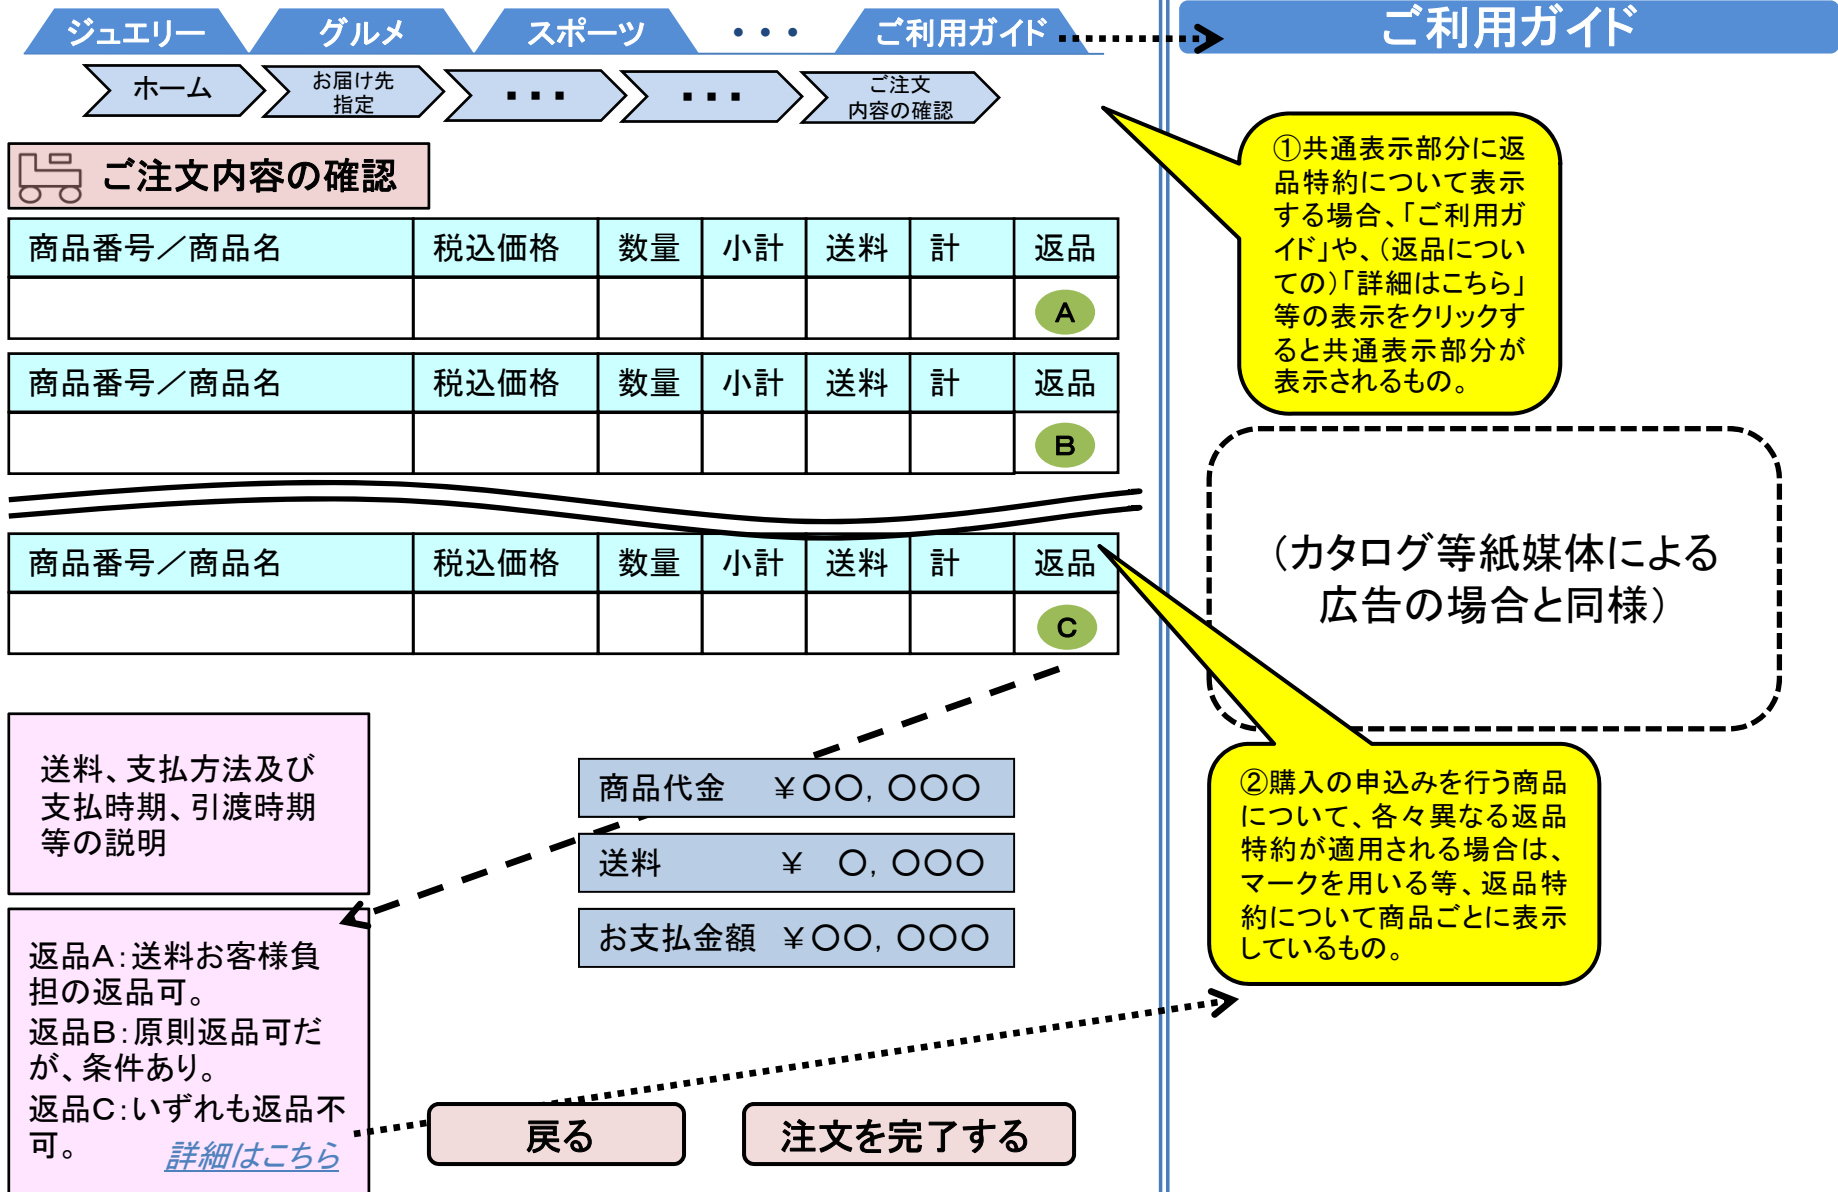 ジュエリー グルメ スポーツ ・・・ ご利用ガイド
ご利用ガイド
ホーム
お届け先
指定
・・・
・・・
ご注文
内容の確認
ご注文内容の確認
商品番号／商品名 税込価格 数量 小計 送料 計 返品
A
商品番号／商品名 税込価格 数量 小計 送料 計 返品
B
商品番号／商品名 税込価格 数量 小計 送料 計 返品
C
①共通表示部分に返
品特約について表示
する場合、「ご利用ガ
イド」や、（返品につい
ての）「詳細はこちら」
等の表示をクリックす
ると共通表示部分が
表示されるもの。
（カタログ等紙媒体による
広告の場合と同様）
送料、支払方法及び
支払時期、引渡時期
等の説明
商品代金 ￥〇〇，〇〇〇
送料 ￥ 〇，〇〇〇
お支払金額 ￥〇〇，〇〇〇
②購入の申込みを行う商品
について、各々異なる返品
特約が適用される場合は、
マークを用いる等、返品特
約について商品ごとに表示
しているもの。
返品A：送料お客様負
担の返品可。
返品B：原則返品可だ
が、条件あり。
返品C：いずれも返品不
可。
詳細はこちら
戻る
注文を完了する